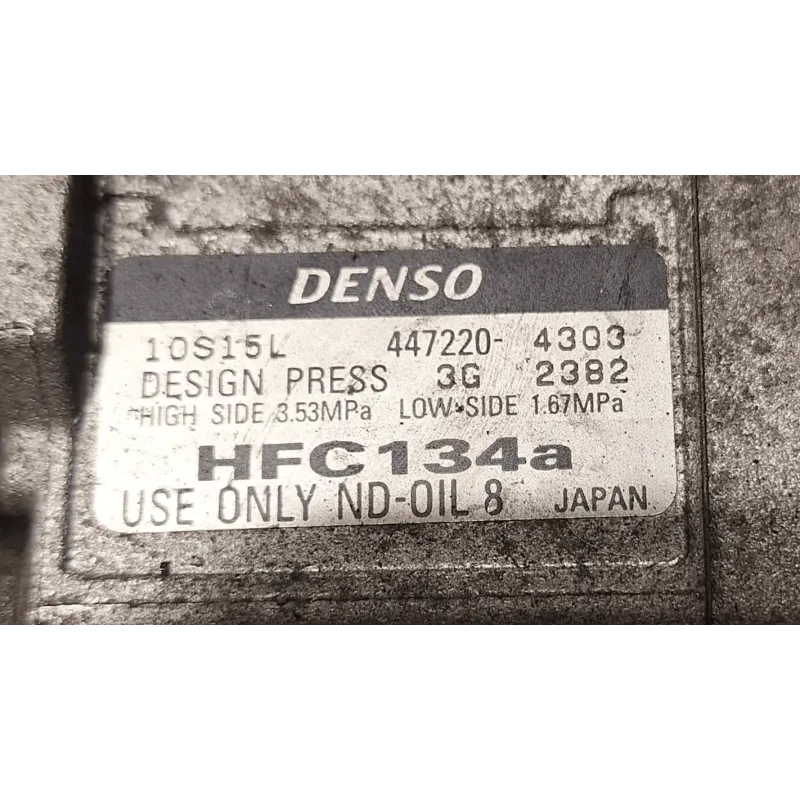 DENSO
10S15L 447220- 4303
DESIGN PRESS 3G 2382
HIGH SIDE 3.53MPa LOW SIDE 1.67MPa
HFC134a
USE ONLY ND-OIL 8 JAPAN